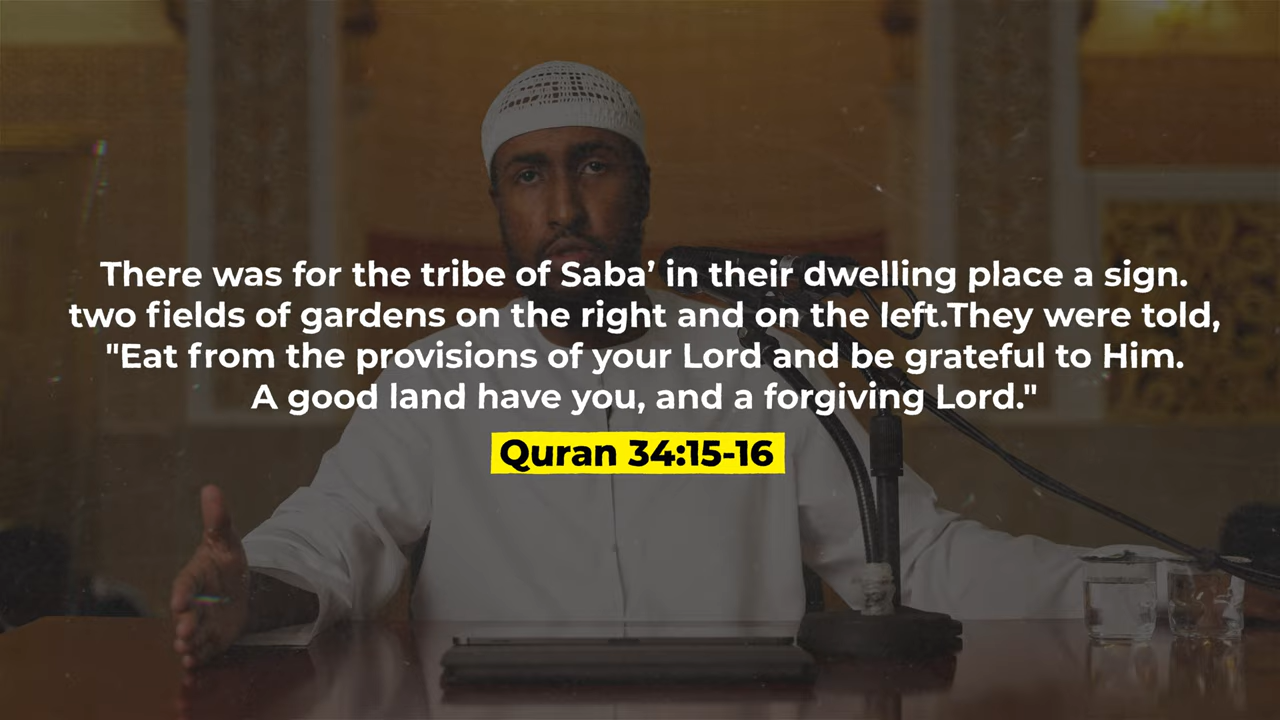 There was for the tribe of Saba’ in their dwelling place a sign.
two fields of gardens on the right and on the left.They were told,
"Eat from the provisions of your Lord and be grateful to Him.
A good land have you, and a forgiving Lord."
Quran 34:15-16